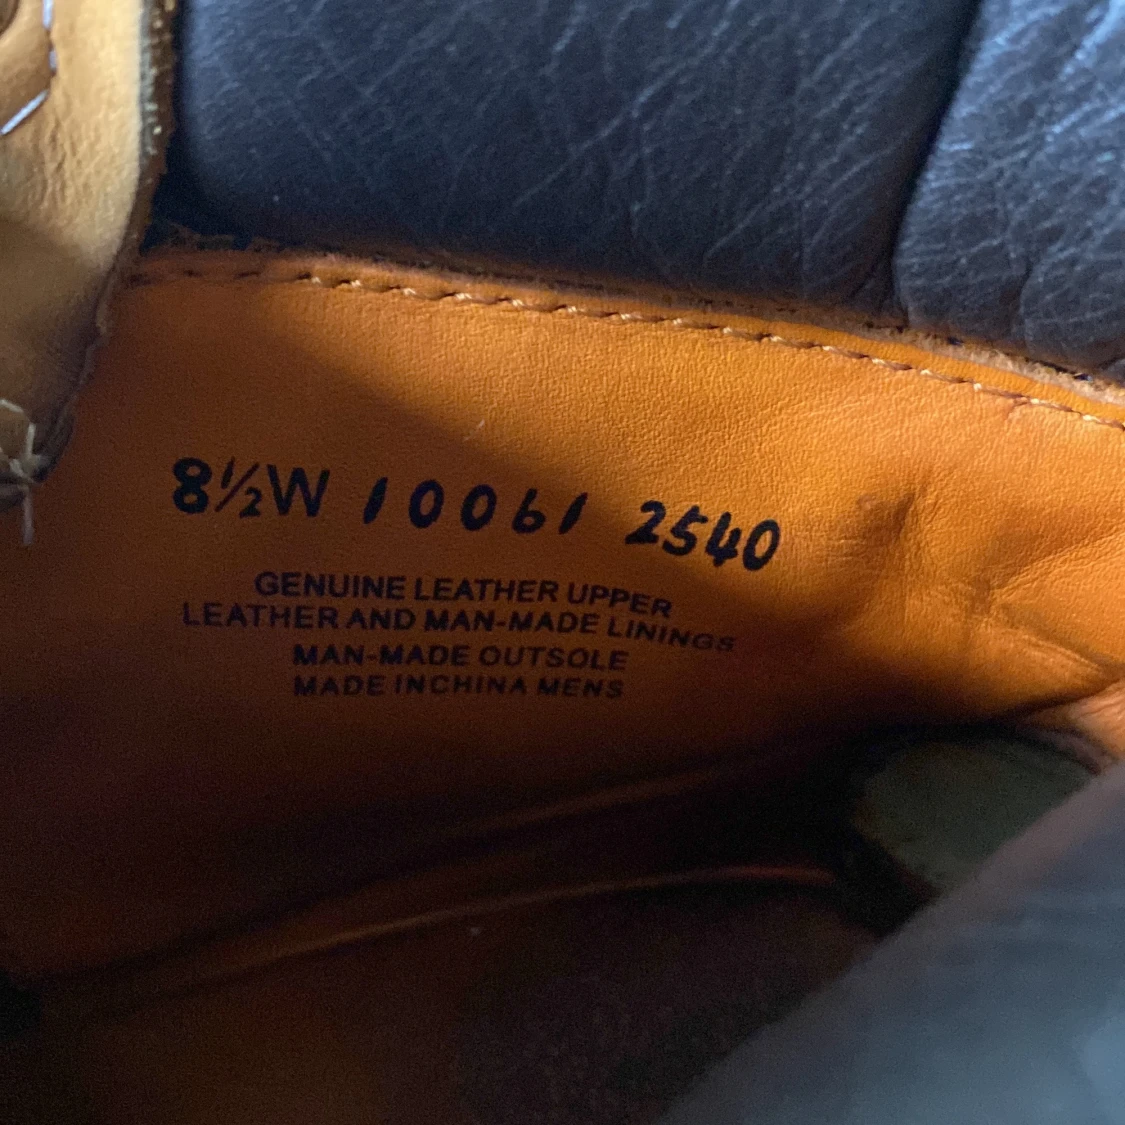 8½W 10061 2540
GENUINE LEATHER UPPER
LEATHER AND MAN-MADE LININGS
MAN-MADE OUTSOLE
MADE INCHINA MENS